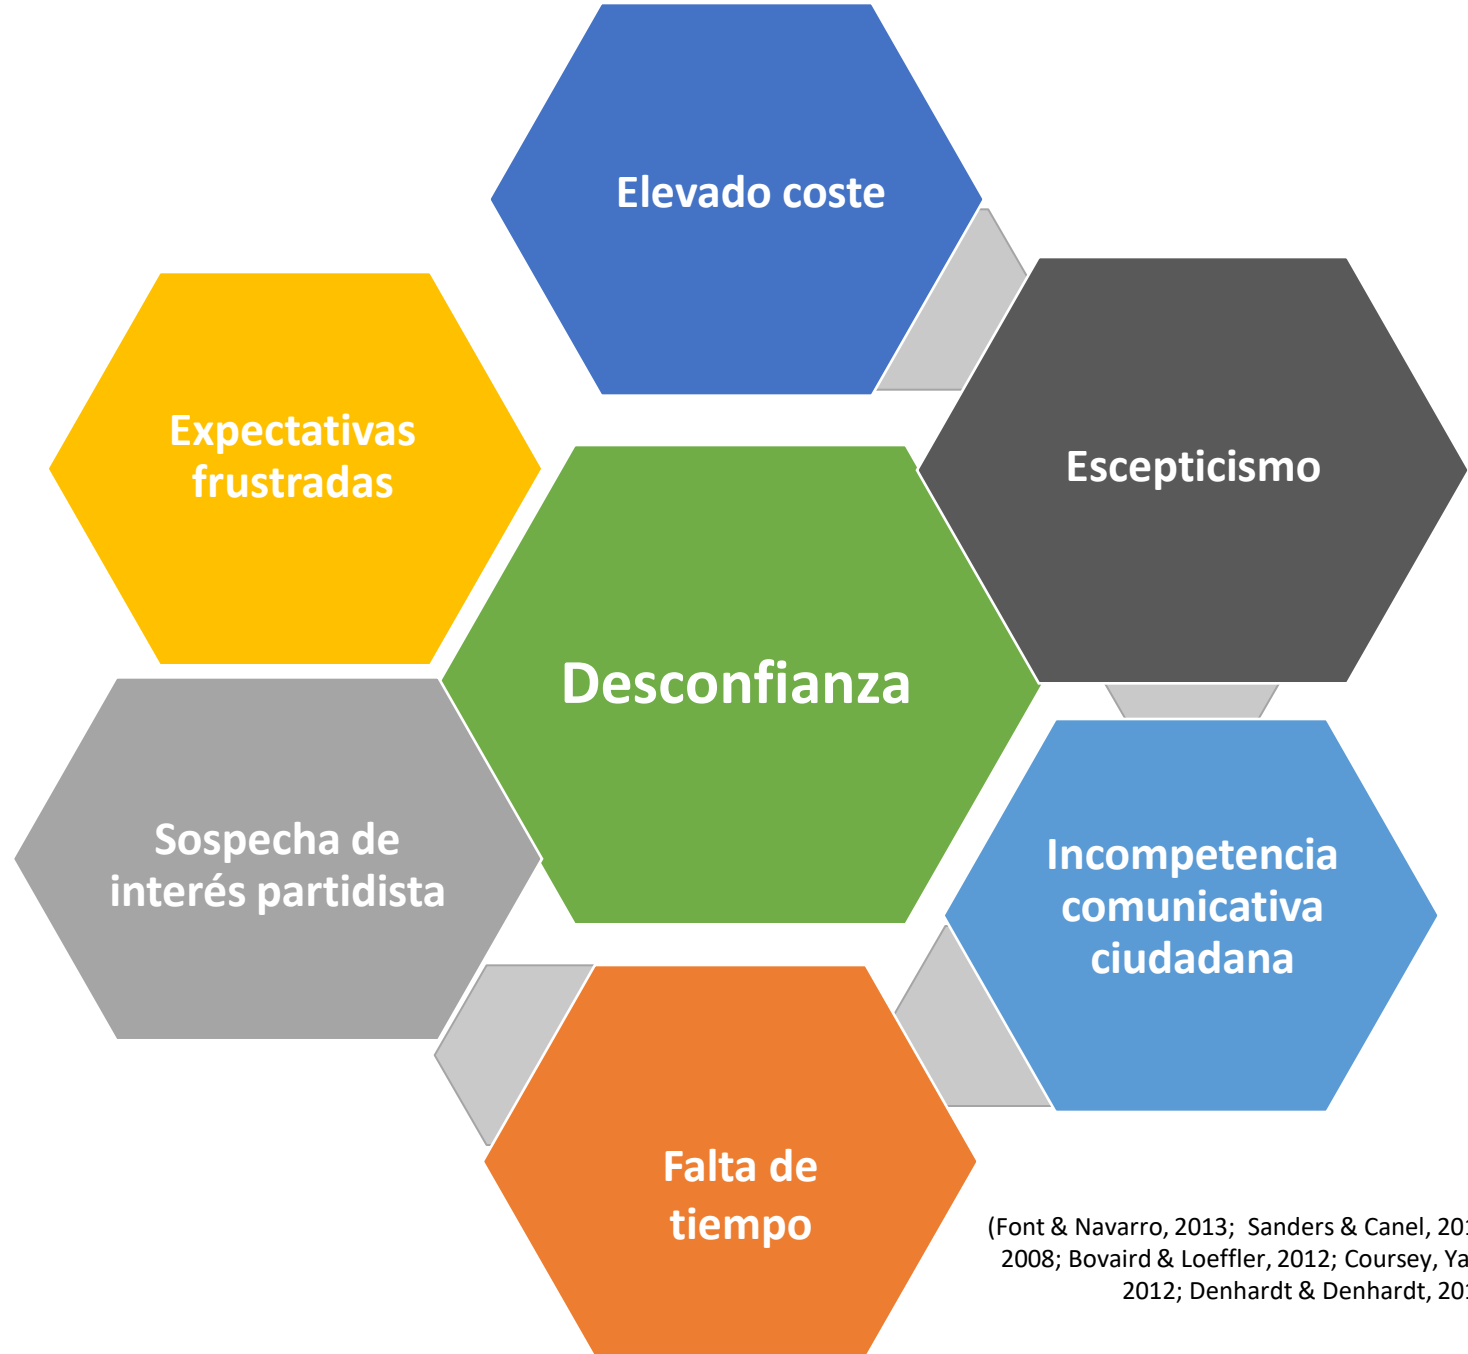 Elevado coste
Expectativas
frustradas
Escepticismo
Desconfianza
Sospecha de
interés partidista
Incompetencia
comunicativa
ciudadana
Falta de
tiempo
(Font & Navarro, 2013; Sanders & Canel,
2008; Bovaird & Loeffler, 2012; Coursey,
2012; Denhardt & Denhardt,